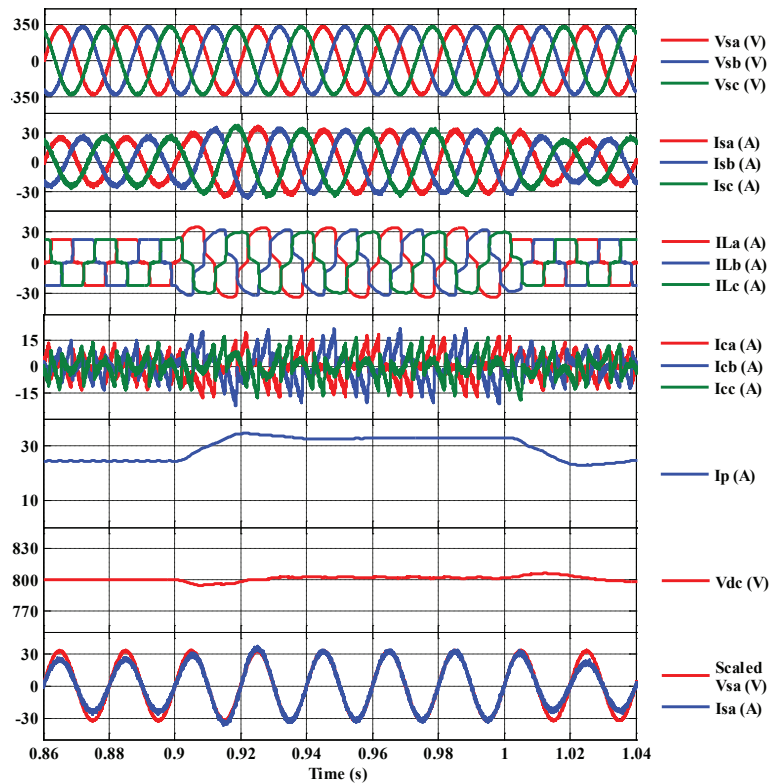 350
0
-350
Vsa (V)
Vsb (V)
Vsc (V)
30
0
-30
Isa (A)
Isb (A)
Isc (A)
30
0
-30
ILa (A)
ILb (A)
ILc (A)
15
0
-15
Ica (A)
Icb (A)
Icc (A)
30
10
Ip (A)
830
800
770
Vdc (V)
30
0
-30
Scaled
Vsa (V)
Isa (A)
0.86 0.88 0.9 0.92 0.94 0.96 0.98 1 1.02 1.04
Time (s)